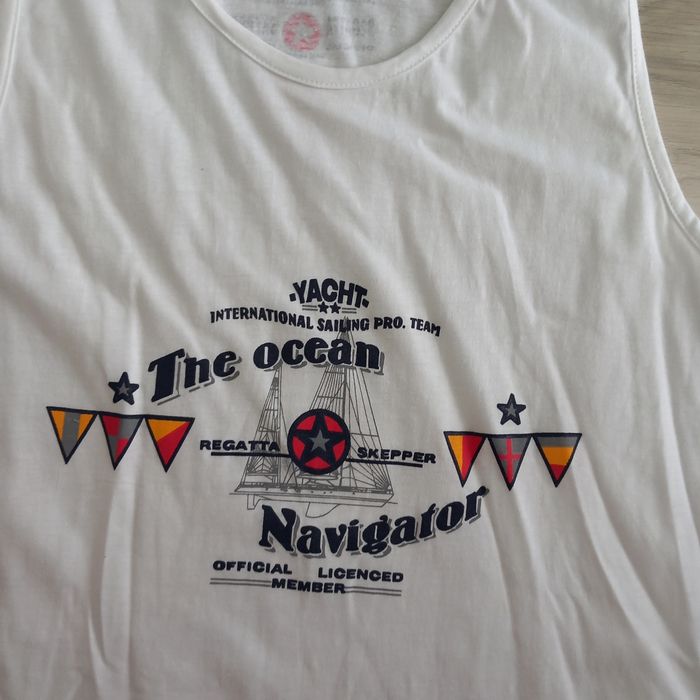 YACHT
INTERNATIONAL SAILING PRO. TEAM
The ocean
REGATTA SKEPPER
Navigator
OFFICIAL LICENCED
MEMBER